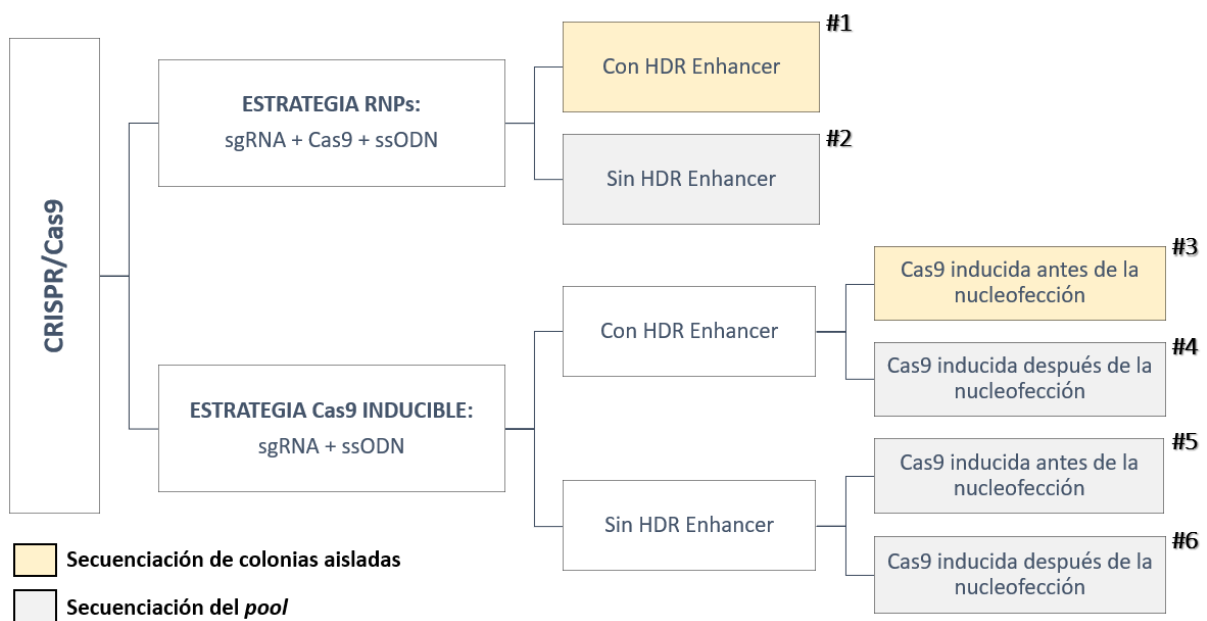 CRISPR/Cas9
ESTRATEGIA RNPs:
sgRNA + Cas9 + ssODN
#1
Con HDR Enhancer
#2
Sin HDR Enhancer
ESTRATEGIA Cas9 INDUCIBLE:
sgRNA + ssODN
Con HDR Enhancer
#3
Cas9 inducida antes de la
nucleofección
#4
Cas9 inducida después de la
nucleofección
Sin HDR Enhancer
#5
Cas9 inducida antes de la
nucleofección
#6
Cas9 inducida después de la
nucleofección
Secuenciación de colonias aisladas
Secuenciación del pool